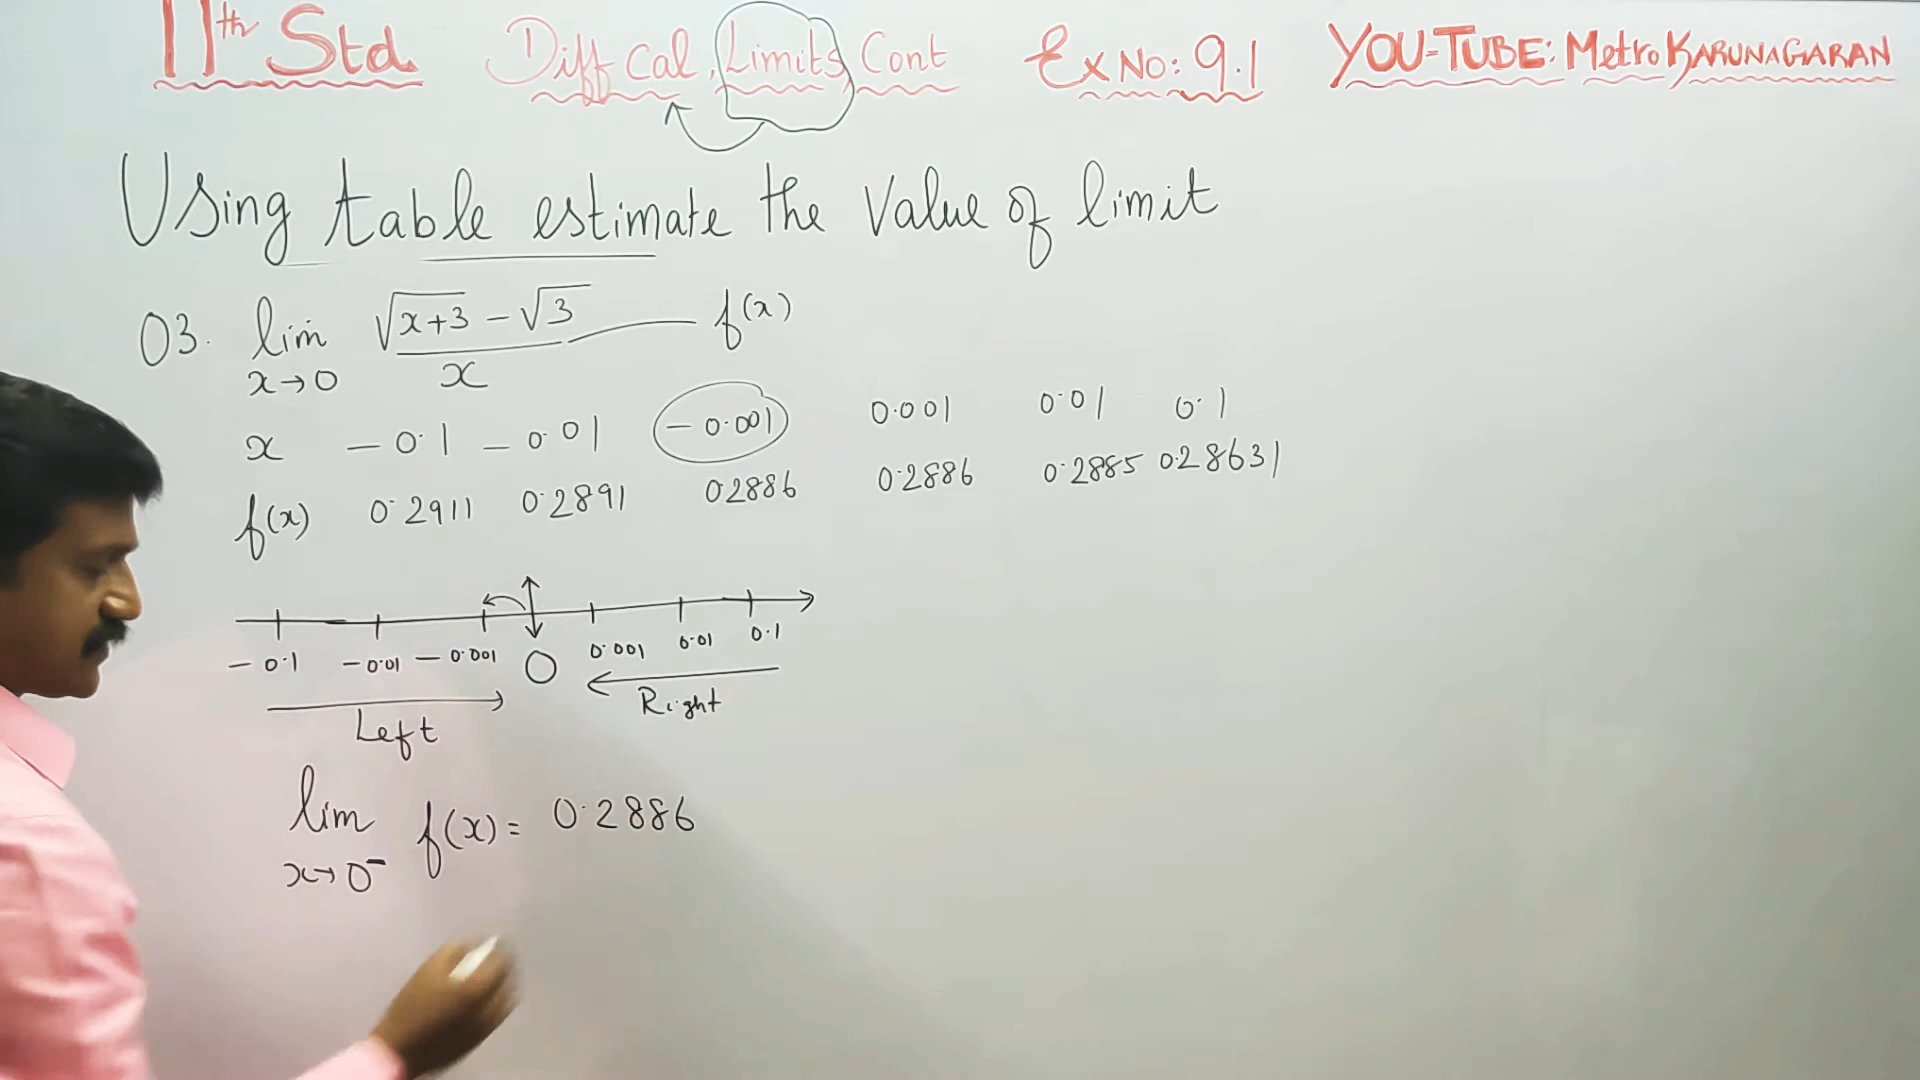 11th Std Diff Cal, Limits, Cont Ex No: 9.1 YOU-TUBE: Metro KARUNAGARAN
Using table estimate the Value of limit
03. lim x→0 (√x+3 − √3)/x f(x)
x −0.1 −0.01 −0.001 0.001 0.01 0.1
f(x) 0.2911 0.2891 0.2886 0.2886 0.2885 0.28631
−0.1 −0.01 −0.001 0 0.001 0.01 0.1
Left Right
lim x→0⁻ f(x) = 0.2886